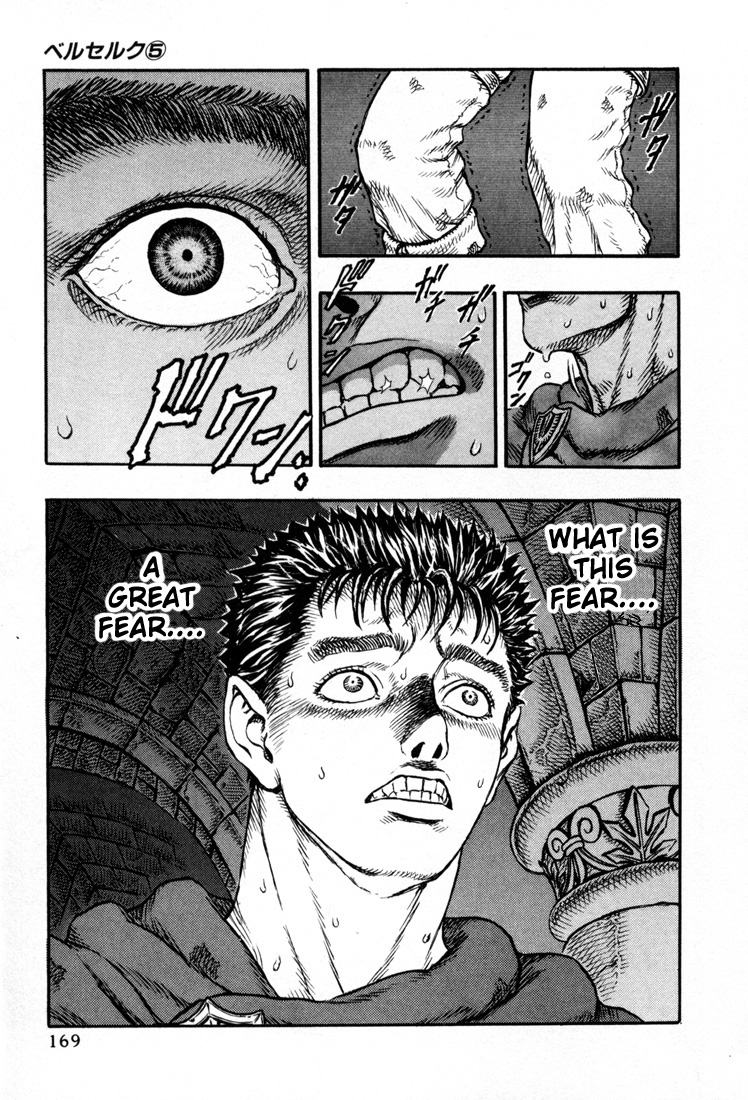 ベルセルク⑤
ガタ
ガタ
ドクン
ガチ
ガチ
ゴクン
ドクン!
WHAT IS
THIS
FEAR....
A
GREAT
FEAR....
169